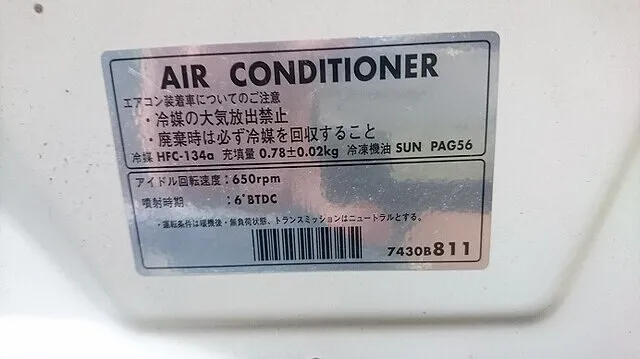 AIR CONDITIONER
エアコン装着車についてのご注意
・冷媒の大気放出禁止
・廃棄時は必ず冷媒を回収すること
冷媒 HFC-134a 充填量 0.78±0.02kg 冷凍機油 SUN PAG56
アイドル回転速度：650rpm
噴射時期 ：6°BTDC
・運転条件は暖機後・無負荷状態、トランスミッションはニュートラルとする。
7430B811